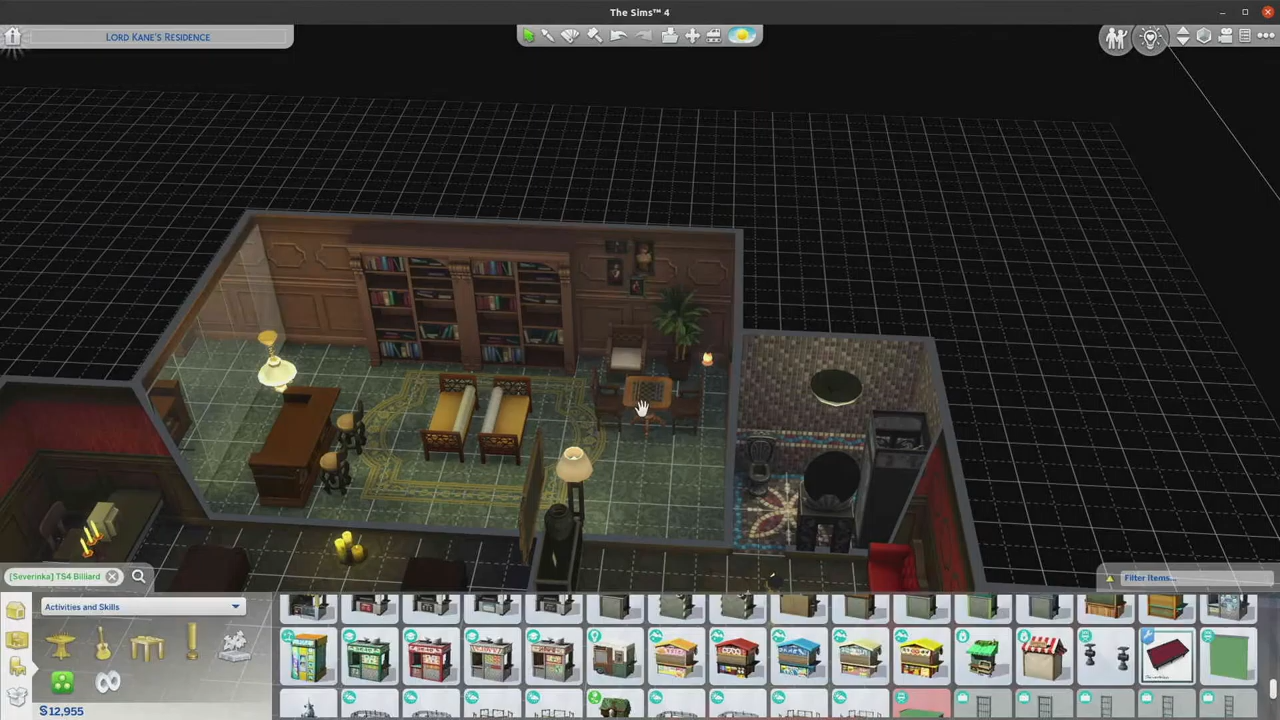 The Sims™ 4
LORD KANE'S RESIDENCE
[Severinka] TS4 Billiard
Filter Items...
Activities and Skills
$12,955